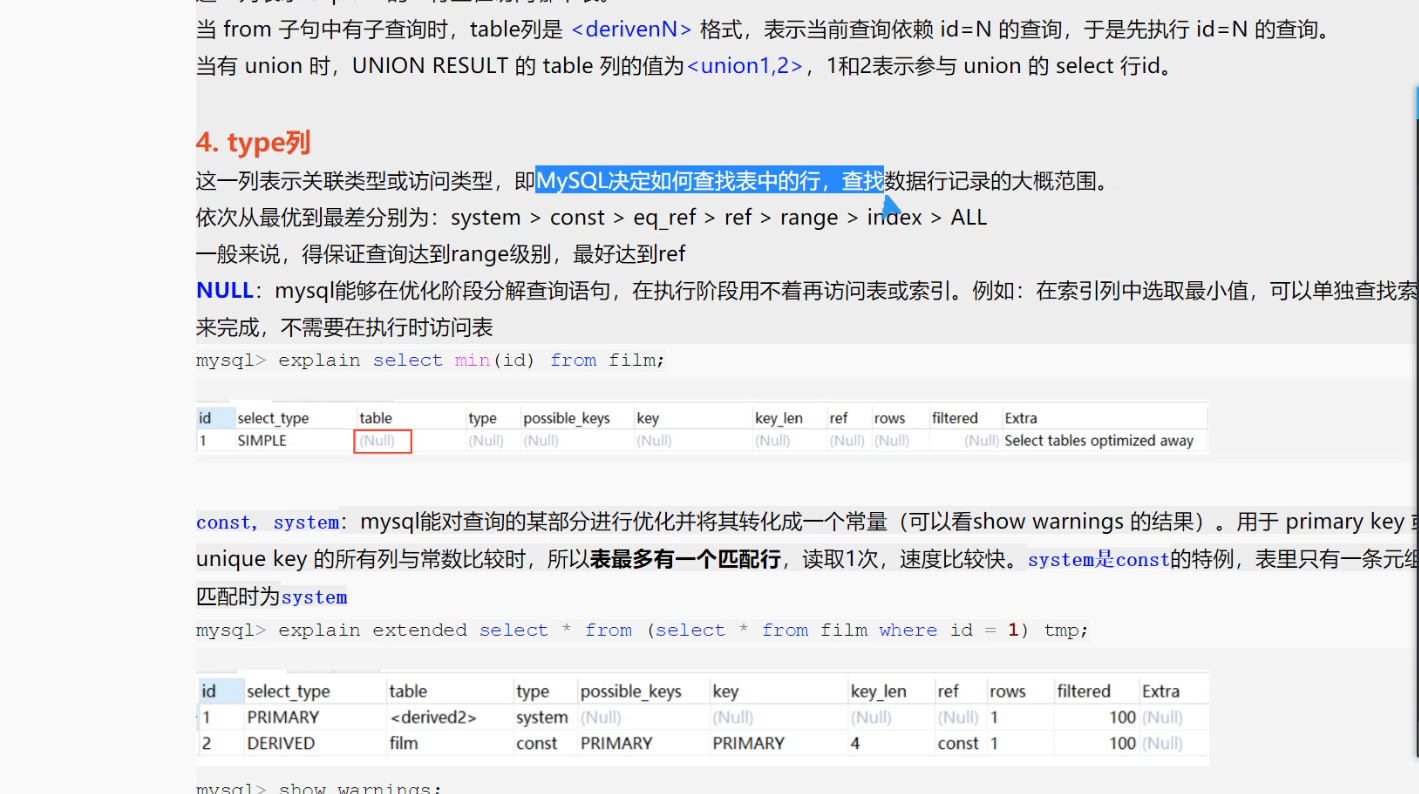 当 from 子句中有子查询时，table列是 <derivenN> 格式，表示当前查询依赖 id=N 的查询，于是先执行 id=N 的查询。
当有 union 时，UNION RESULT 的 table 列的值为<union1,2>，1和2表示参与 union 的 select 行id。
4. type列
这一列表示关联类型或访问类型，即MySQL决定如何查找表中的行，查找数据行记录的大概范围。
依次从最优到最差分别为：system > const > eq_ref > ref > range > index > ALL
一般来说，得保证查询达到range级别，最好达到ref
NULL：mysql能够在优化阶段分解查询语句，在执行阶段用不着再访问表或索引。例如：在索引列中选取最小值，可以单独查找索
来完成，不需要在执行时访问表
mysql> explain select min(id) from film;
id select_type table type possible_keys key key_len ref rows filtered Extra
1 SIMPLE (Null) (Null) (Null) (Null) (Null) (Null) (Null) (Null) Select tables optimized away
const, system：mysql能对查询的某部分进行优化并将其转化成一个常量（可以看show warnings 的结果）。用于 primary key
unique key 的所有列与常数比较时，所以表最多有一个匹配行，读取1次，速度比较快。system是const的特例，表里只有一条元组
匹配时为system
mysql> explain extended select * from (select * from film where id = 1) tmp;
id select_type table type possible_keys key key_len ref rows filtered Extra
1 PRIMARY <derived2> system (Null) (Null) (Null) (Null) 1 100 (Null)
2 DERIVED film const PRIMARY PRIMARY 4 const 1 100 (Null)
mysql> show warnings;